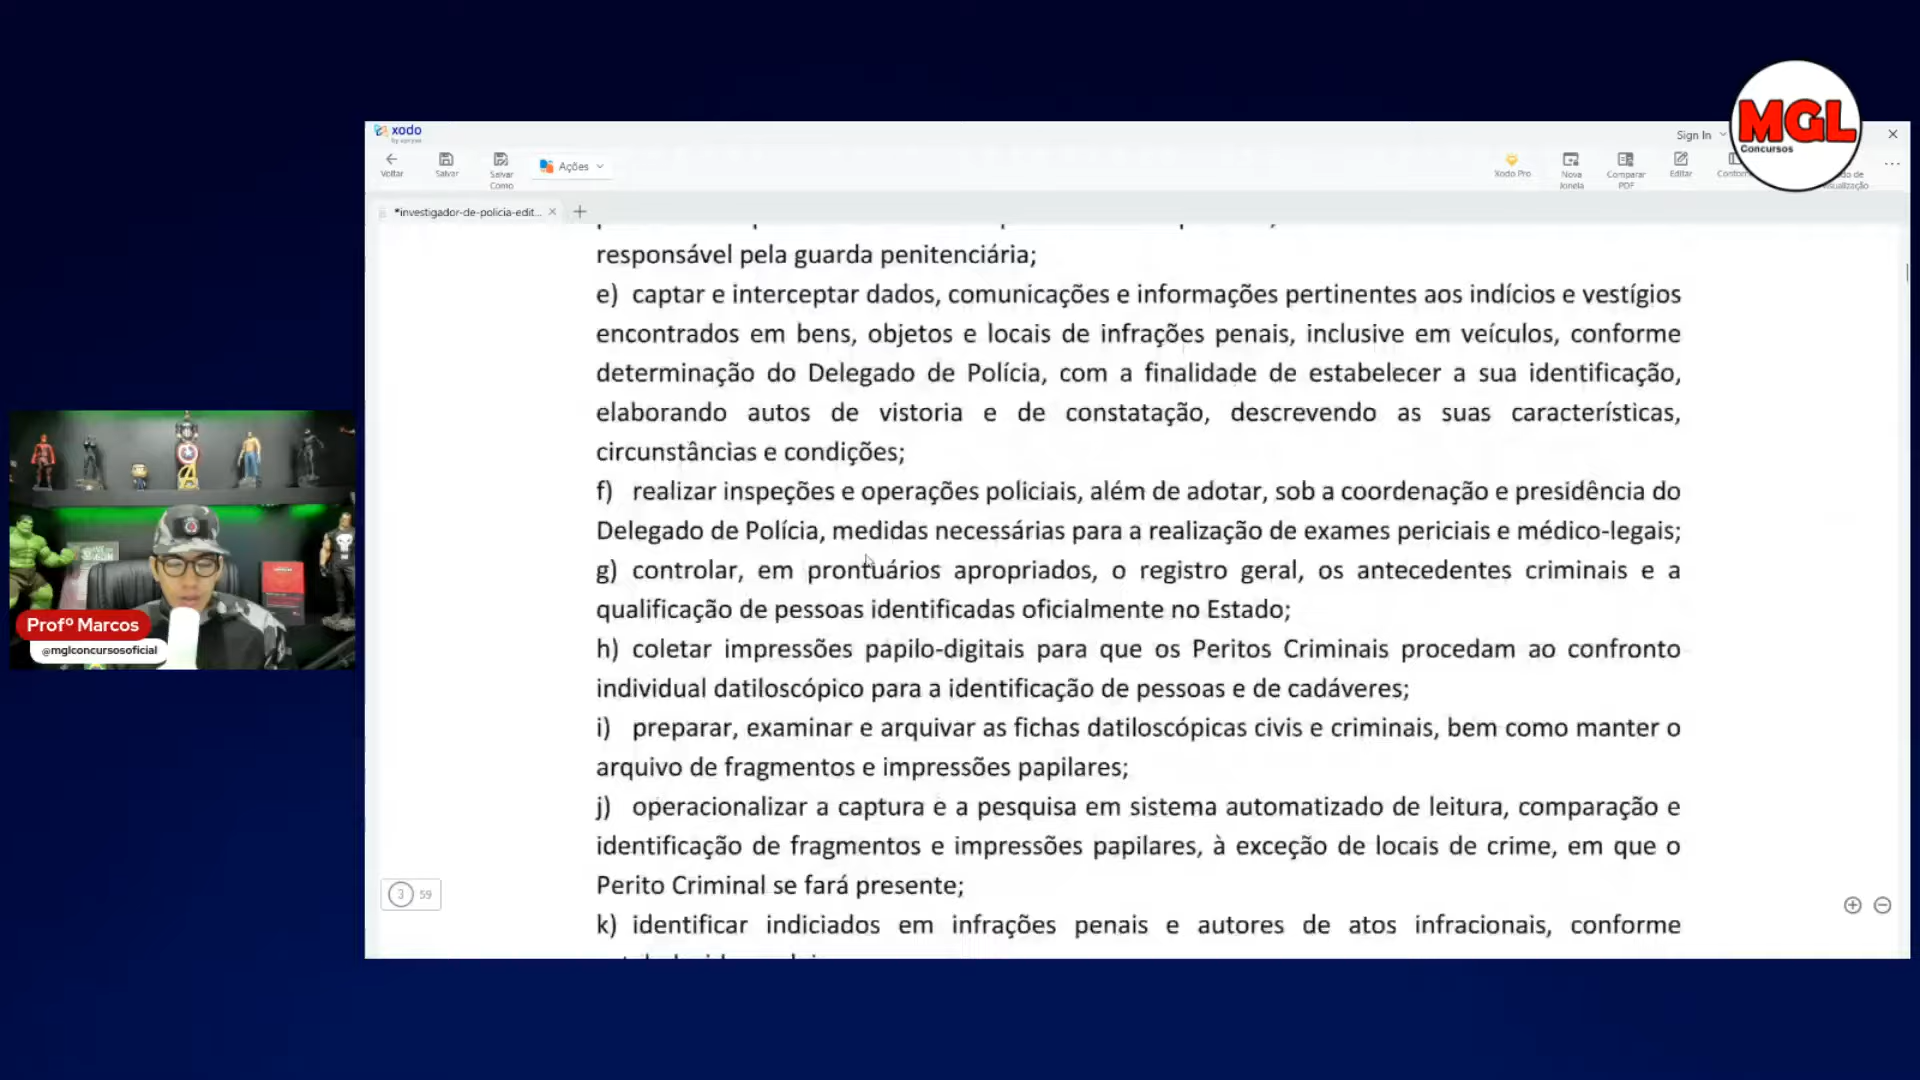 MGL
Concursos
xodo
by apryse
Sign In
Voltar
Salvar
Salvar Como
Ações
Xodo Pro
Nova Janela
Comparar PDF
Editar
*investigador-de-policia-edit...
responsável pela guarda penitenciária;
e) captar e interceptar dados, comunicações e informações pertinentes aos indícios e vestígios
encontrados em bens, objetos e locais de infrações penais, inclusive em veículos, conforme
determinação do Delegado de Polícia, com a finalidade de estabelecer a sua identificação,
elaborando autos de vistoria e de constatação, descrevendo as suas características,
circunstâncias e condições;
f) realizar inspeções e operações policiais, além de adotar, sob a coordenação e presidência do
Delegado de Polícia, medidas necessárias para a realização de exames periciais e médico-legais;
g) controlar, em prontuários apropriados, o registro geral, os antecedentes criminais e a
qualificação de pessoas identificadas oficialmente no Estado;
h) coletar impressões papilo-digitais para que os Peritos Criminais procedam ao confronto
individual datiloscópico para a identificação de pessoas e de cadáveres;
i) preparar, examinar e arquivar as fichas datiloscópicas civis e criminais, bem como manter o
arquivo de fragmentos e impressões papilares;
j) operacionalizar a captura e a pesquisa em sistema automatizado de leitura, comparação e
identificação de fragmentos e impressões papilares, à exceção de locais de crime, em que o
Perito Criminal se fará presente;
k) identificar indiciados em infrações penais e autores de atos infracionais, conforme
3 59
Profº Marcos
@mglconcursosoficial